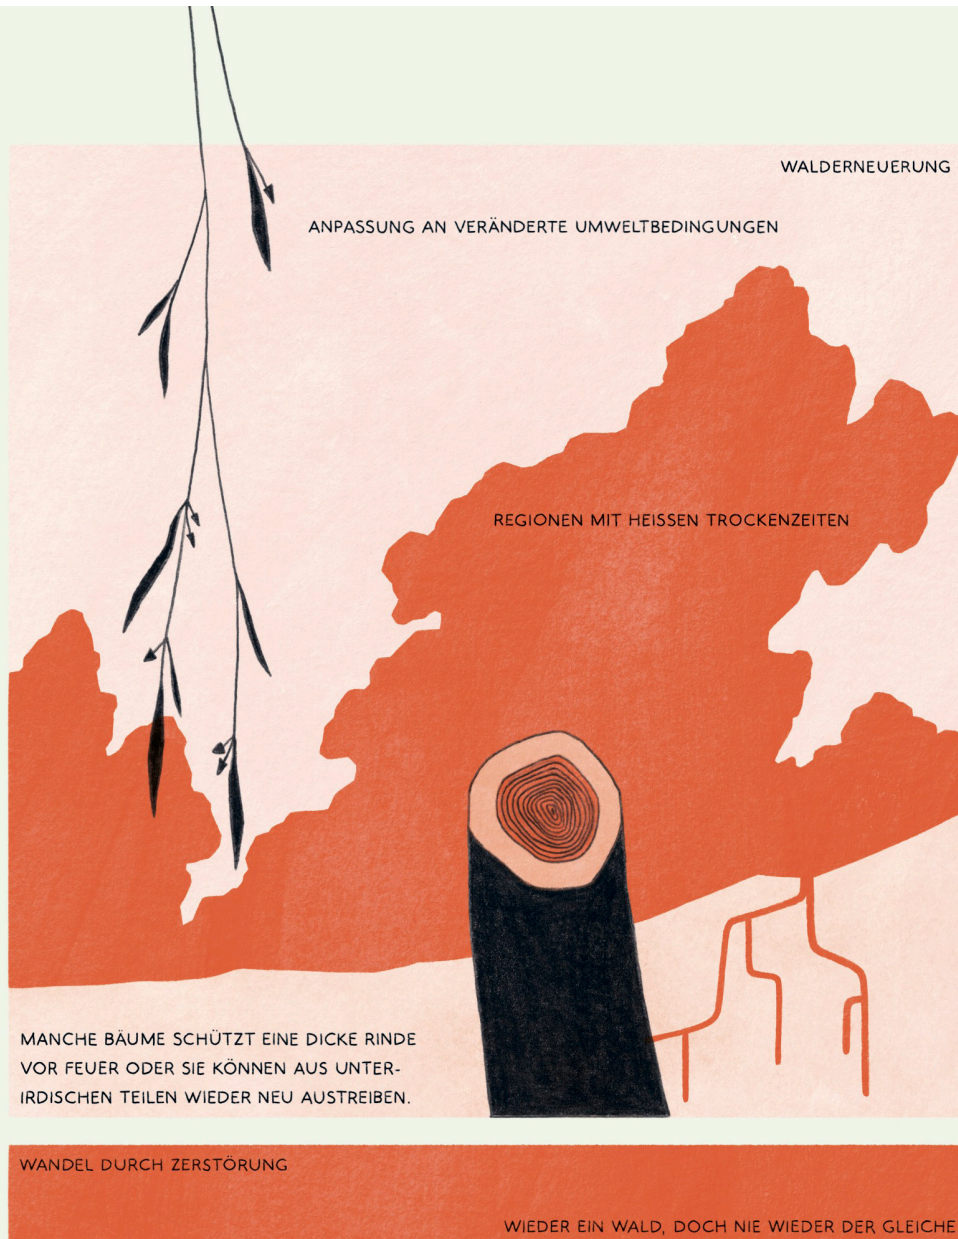 WALDERNEUERUNG
ANPASSUNG AN VERÄNDERTE UMWELTBEDINGUNGEN
REGIONEN MIT HEISSEN TROCKENZEITEN
MANCHE BÄUME SCHÜTZT EINE DICKE RINDE
VOR FEUER ODER SIE KÖNNEN AUS UNTER-
IRDISCHEN TEILEN WIEDER NEU AUSTREIBEN.
WANDEL DURCH ZERSTÖRUNG
WIEDER EIN WALD, DOCH NIE WIEDER DER GLEICHE